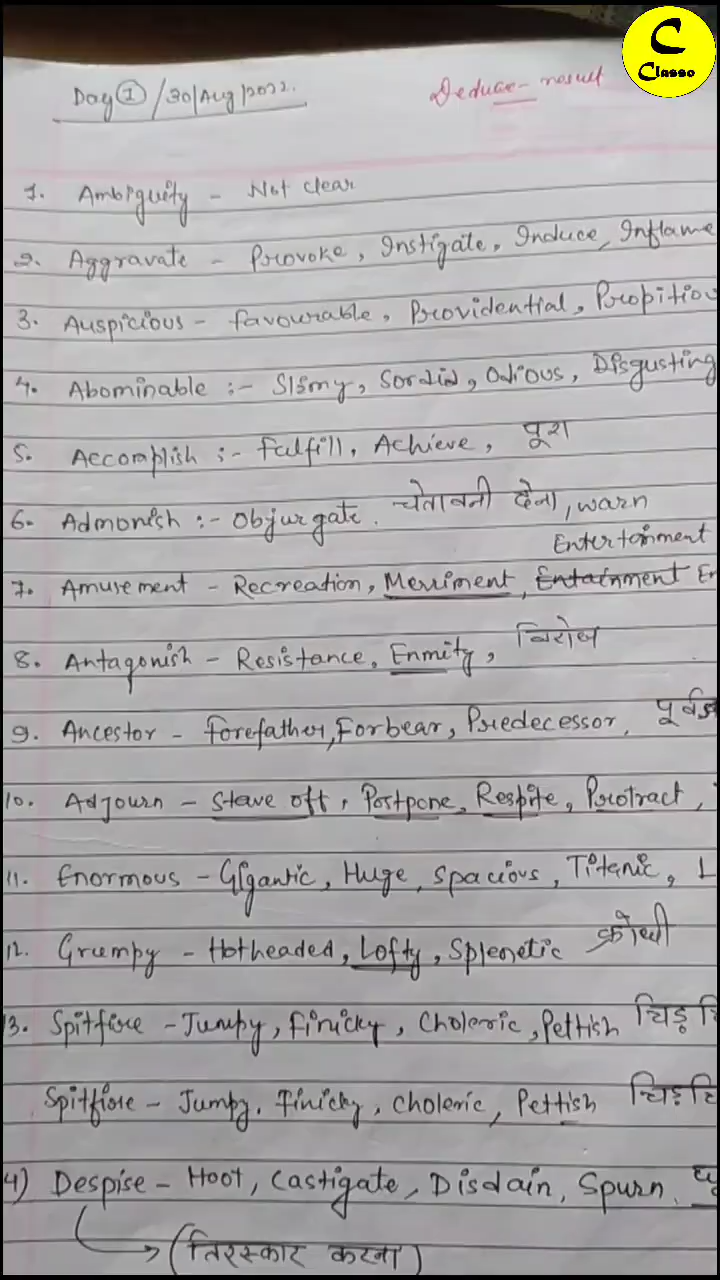 C
Classo
Day ① / 30/Aug/2022.
Deduce - result
1. Ambiguity - Not clear
2. Aggravate - Provoke, Instigate, Induce, Inflame
3. Auspicious - favourable, Providential, Propitiou
4. Abominable :- Slimy, Sordid, Odious, Disgusting
5. Accomplish :- Fulfill, Achieve, पूरा
6. Admonish :- Objurgate. चेतावनी देना, warn
Entertainment
7. Amusement - Recreation, Merriment, Entainment
8. Antagonish - Resistance, Enmity, विरोध
9. Ancestor - forefather, Forbear, Predecessor, पूर्वज
10. Adjourn - Stave off, Postpone, Respite, Protract,
11. Enormous - Gigantic, Huge, Spacious, Titanic,
12. Grumpy - Hotheaded, Lofty, Splenetic क्रोधी
3. Spitfire - Jumpy, Finicky, Choleric, Pettish चिड़चि
Spitfire - Jumpy, Finicky, choleric, Pettish चिड़चि
4) Despise - Hoot, Castigate, Disdain, Spurn,
(तिरस्कार करना)